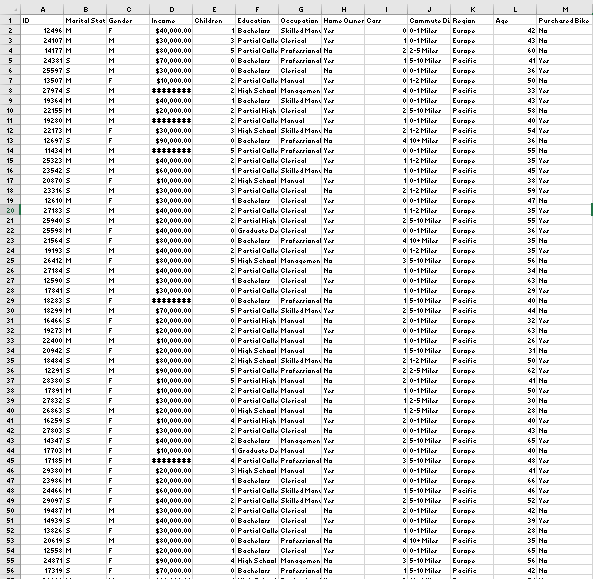 A B C D E F G H I J K L M
1 ID Marital Stat Gender Income Children Education Occupation Home Owner Cars Commute Di Region Age Purchased Bike
2 12496 M F $40,000.00 1 Bachelors Skilled Manu Yes 0 0-1 Miles Europe 42 No
3 24107 M M $30,000.00 3 Partial Colle Clerical Yes 1 0-1 Miles Europe 43 No
4 14177 M M $80,000.00 5 Partial Colle Professional No 2 2-5 Miles Europe 60 No
5 24381 S M $70,000.00 0 Bachelors Professional Yes 1 5-10 Miles Pacific 41 Yes
6 25597 S M $30,000.00 0 Bachelors Clerical No 0 0-1 Miles Europe 36 Yes
7 13507 M F $10,000.00 2 Partial Colle Manual Yes 0 1-2 Miles Europe 50 No
8 27974 S M ######## 2 High School Managemen Yes 4 0-1 Miles Pacific 33 Yes
9 19364 M M $40,000.00 1 Bachelors Skilled Manu Yes 0 0-1 Miles Europe 43 Yes
10 22155 M M $20,000.00 2 Partial High Clerical Yes 2 5-10 Miles Pacific 58 No
11 19280 M M ######## 2 Partial Colle Manual Yes 1 0-1 Miles Europe 40 Yes
12 22173 M F $30,000.00 3 High School Skilled Manu No 2 1-2 Miles Pacific 54 Yes
13 12697 S F $90,000.00 0 Bachelors Professional No 4 10+ Miles Pacific 36 No
14 11434 M M ######## 5 Partial Colle Professional Yes 0 0-1 Miles Europe 55 No
15 25323 M M $40,000.00 2 Partial Colle Clerical Yes 1 1-2 Miles Europe 35 Yes
16 23542 S M $60,000.00 1 Partial Colle Skilled Manu No 1 0-1 Miles Pacific 45 Yes
17 20870 S F $10,000.00 2 High School Manual Yes 1 0-1 Miles Europe 38 Yes
18 23316 S M $30,000.00 3 Partial Colle Clerical No 2 1-2 Miles Pacific 59 Yes
19 12610 M F $30,000.00 1 Bachelors Clerical Yes 0 0-1 Miles Europe 47 No
20 27183 S M $40,000.00 2 Partial Colle Clerical Yes 1 1-2 Miles Europe 35 Yes
21 25940 S M $20,000.00 2 Partial High Clerical Yes 2 5-10 Miles Pacific 55 Yes
22 25598 M F $40,000.00 0 Graduate De Clerical Yes 0 0-1 Miles Europe 36 Yes
23 21564 S F $80,000.00 0 Bachelors Professional Yes 4 10+ Miles Pacific 35 No
24 19193 S M $40,000.00 2 Partial Colle Clerical Yes 0 1-2 Miles Europe 35 Yes
25 26412 M F $80,000.00 5 High School Managemen No 3 5-10 Miles Europe 56 No
26 27184 S M $40,000.00 2 Partial Colle Clerical No 1 0-1 Miles Europe 34 No
27 12590 S M $30,000.00 1 Bachelors Clerical Yes 0 0-1 Miles Europe 63 No
28 17841 S M $30,000.00 0 Partial Colle Clerical No 1 0-1 Miles Europe 29 Yes
29 18283 S F ######## 0 Bachelors Professional No 1 5-10 Miles Pacific 40 No
30 18299 M M $70,000.00 5 Partial Colle Skilled Manu Yes 2 5-10 Miles Pacific 44 No
31 16466 S F $20,000.00 0 Partial High Manual No 2 0-1 Miles Europe 32 Yes
32 19273 M F $20,000.00 2 Partial Colle Manual Yes 0 0-1 Miles Europe 63 No
33 22400 M M $10,000.00 0 Partial Colle Manual No 1 0-1 Miles Pacific 26 Yes
34 20942 S F $20,000.00 0 High School Manual No 1 5-10 Miles Europe 31 No
35 18484 S M $80,000.00 2 High School Skilled Manu No 2 1-2 Miles Pacific 50 Yes
36 12291 S M $90,000.00 5 Partial Colle Professional No 2 2-5 Miles Europe 62 Yes
37 28380 S F $10,000.00 5 Partial High Manual No 2 0-1 Miles Europe 41 No
38 17891 M F $10,000.00 2 Partial Colle Manual Yes 1 0-1 Miles Europe 50 Yes
39 27832 S F $30,000.00 0 Partial Colle Clerical No 1 2-5 Miles Europe 30 No
40 26863 S M $20,000.00 0 High School Manual No 1 2-5 Miles Europe 28 No
41 16259 S F $10,000.00 4 Partial High Manual Yes 2 0-1 Miles Europe 40 Yes
42 27803 S F $30,000.00 2 Partial Colle Clerical No 0 0-1 Miles Europe 43 No
43 14347 S F $40,000.00 2 Bachelors Managemen Yes 2 5-10 Miles Pacific 65 Yes
44 17703 M F $10,000.00 1 Graduate De Manual Yes 0 0-1 Miles Europe 40 No
45 17185 M F ######## 4 Partial Colle Professional No 3 5-10 Miles Europe 48 Yes
46 29380 M F $20,000.00 3 High School Manual Yes 0 0-1 Miles Europe 41 Yes
47 23986 M F $20,000.00 1 Bachelors Clerical Yes 0 0-1 Miles Europe 66 Yes
48 24466 M F $60,000.00 1 Partial Colle Skilled Manu Yes 1 5-10 Miles Pacific 46 Yes
49 29097 S F $40,000.00 2 Partial Colle Skilled Manu Yes 2 5-10 Miles Pacific 52 Yes
50 19487 M M $30,000.00 2 Partial Colle Clerical No 2 0-1 Miles Europe 42 No
51 14939 S M $40,000.00 0 Bachelors Clerical Yes 0 0-1 Miles Europe 39 Yes
52 13826 S F $30,000.00 0 Partial Colle Clerical No 1 0-1 Miles Europe 28 No
53 20619 S M $80,000.00 0 Bachelors Professional No 4 10+ Miles Pacific 35 No
54 12558 M F $20,000.00 1 Bachelors Clerical Yes 0 0-1 Miles Europe 65 No
55 24871 S F $90,000.00 4 High School Managemen No 3 5-10 Miles Europe 56 No
56 17319 S F $70,000.00 0 Bachelors Professional No 1 5-10 Miles Pacific 42 No